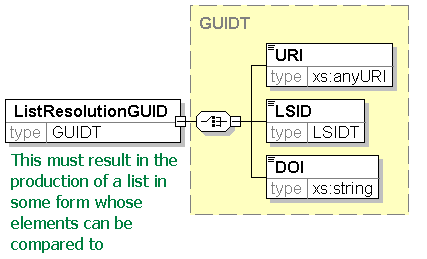 GUIDT
URI
type xs:anyURI
ListResolutionGUID
type GUIDT
LSID
type LSIDT
DOI
type xs:string
This must result in the
production of a list in
some form whose
elements can be
compared to